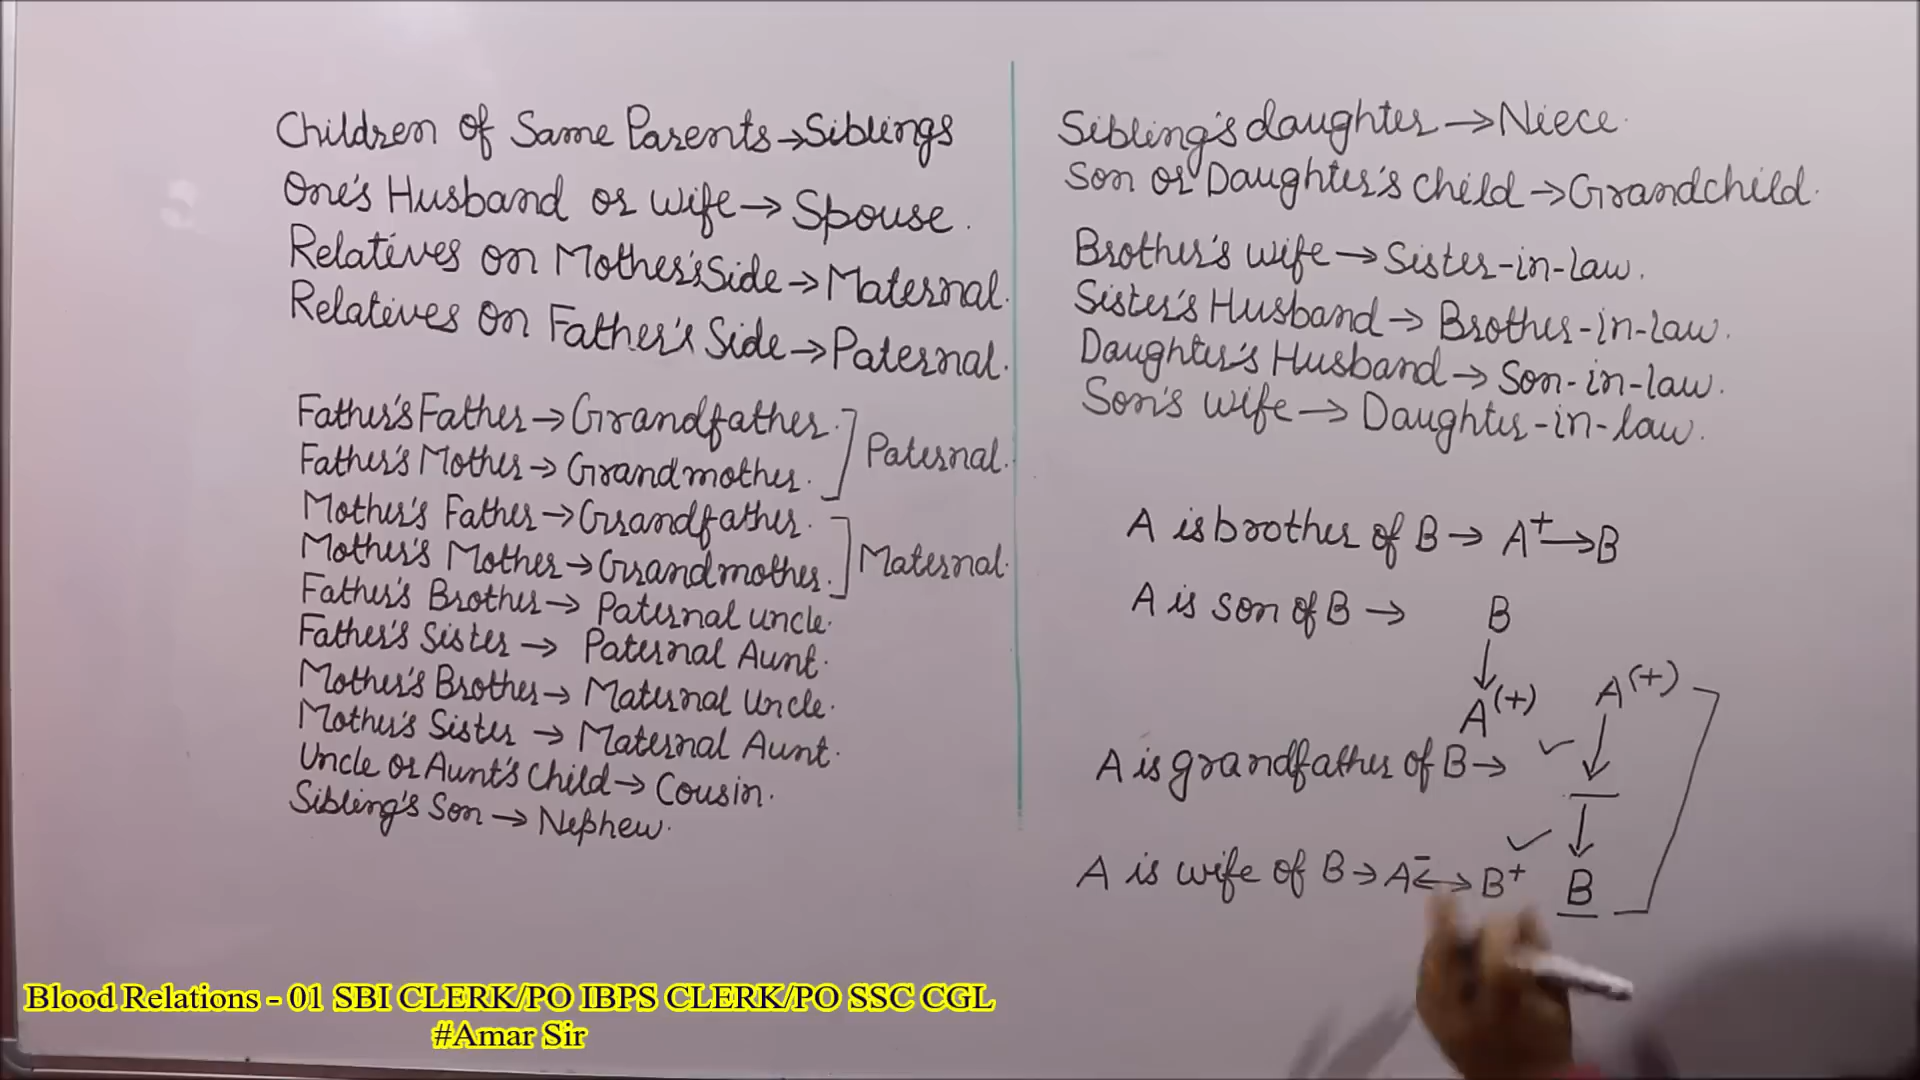 Children of Same Parents→Siblings
One's Husband or wife→ Spouse.
Relatives on Mother's Side→Maternal.
Relatives on Father's Side→Paternal.
Father's Father→Grandfather.
Father's Mother→Grandmother.
Paternal.
Mother's Father→Grandfather.
Mother's Mother→Grandmother.
Maternal.
Father's Brother→ Paternal uncle.
Father's Sister → Paternal Aunt.
Mother's Brother→ Maternal Uncle.
Mother's Sister → Maternal Aunt.
Uncle or Aunt's Child→ Cousin.
Sibling's Son→ Nephew.
Sibling's daughter→Niece.
Son or Daughter's child→Grandchild.
Brother's wife→Sister-in-law.
Sister's Husband→ Brother-in-law.
Daughter's Husband→ Son-in-law.
Son's wife→ Daughter-in-law.
A is brother of B→ A+→B
A is son of B→ B
↓
A(+)
A is grandfather of B→ ✓ A(+)
↓
—
✓ ↓
B
A is wife of B→A-↔B+
Blood Relations - 01 SBI CLERK/PO IBPS CLERK/PO SSC CGL
#Amar Sir